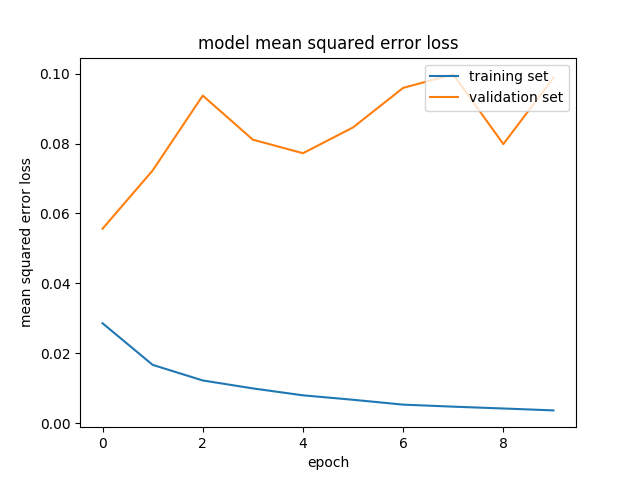 model mean squared error loss
training set
validation set
0.10
0.08
0.06
0.04
0.02
0.00
mean squared error loss
0 2 4 6 8
epoch